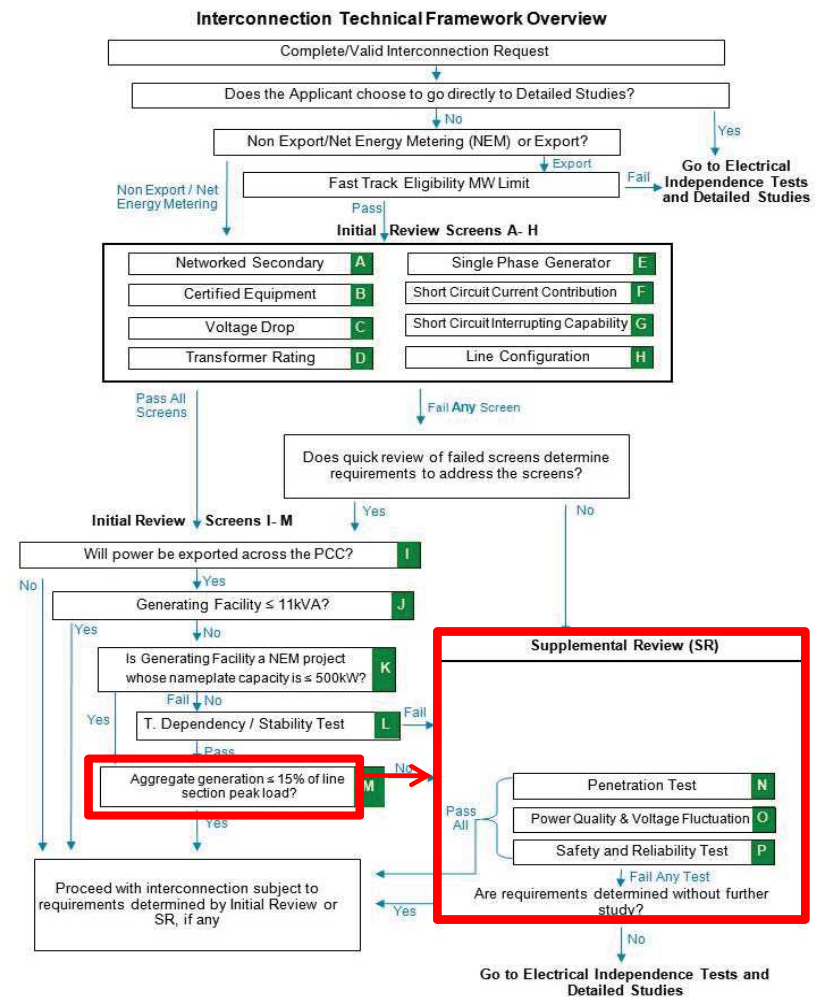 Interconnection Technical Framework Overview
Complete/Valid Interconnection Request
Does the Applicant choose to go directly to Detailed Studies?
No
Yes
Non Export/Net Energy Metering (NEM) or Export?
Export
Non Export / Net
Energy Metering
Fast Track Eligibility MW Limit
Fail
Go to Electrical
Independence Tests
and Detailed Studies
Pass
Initial Review Screens A- H
Networked Secondary A
Certified Equipment B
Voltage Drop C
Transformer Rating D
Single Phase Generator E
Short Circuit Current Contribution F
Short Circuit Interrupting Capability G
Line Configuration H
Pass All
Screens
Fail Any Screen
Does quick review of failed screens determine
requirements to address the screens?
Yes
No
Initial Review Screens I- M
Will power be exported across the PCC? I
No
Yes
Generating Facility ≤ 11kVA? J
Yes
No
Is Generating Facility a NEM project
whose nameplate capacity is ≤ 500kW? K
Fail No
Yes
T. Dependency / Stability Test L
Fail
Pass
Aggregate generation ≤ 15% of line
section peak load? M
No
Yes
Supplemental Review (SR)
Penetration Test N
Power Quality & Voltage Fluctuation O
Safety and Reliability Test P
Pass
All
Fail Any Test
Are requirements determined without further
study?
Yes
No
Proceed with interconnection subject to
requirements determined by Initial Review or
SR, if any
Go to Electrical Independence Tests and
Detailed Studies